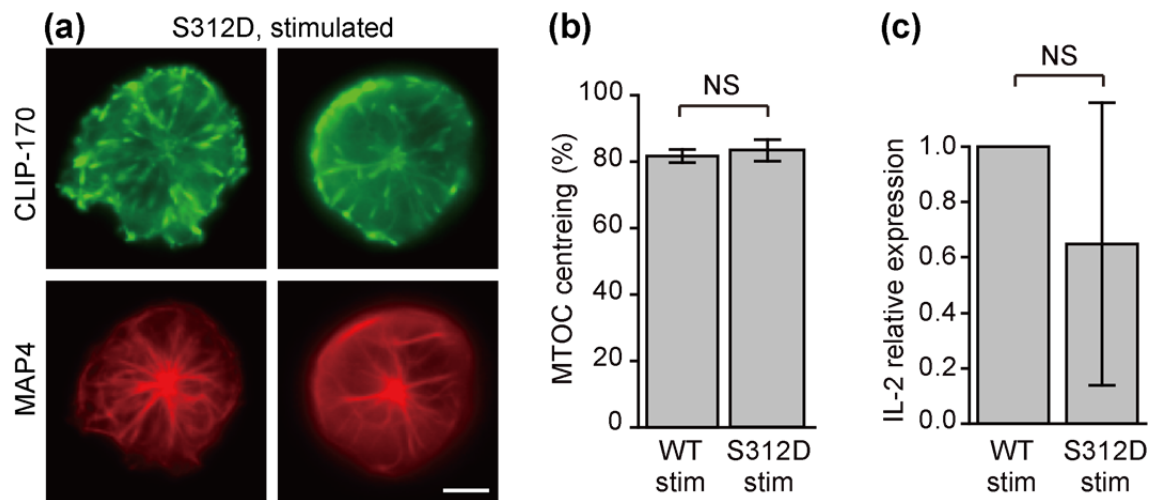 (a)
S312D, stimulated
CLIP-170
MAP4
(b)
NS
MTOC centreing (%)
100
80
60
40
20
0
WT
stim
S312D
stim
(c)
NS
IL-2 relative expression
1.0
0.8
0.6
0.4
0.2
0.0
WT
stim
S312D
stim